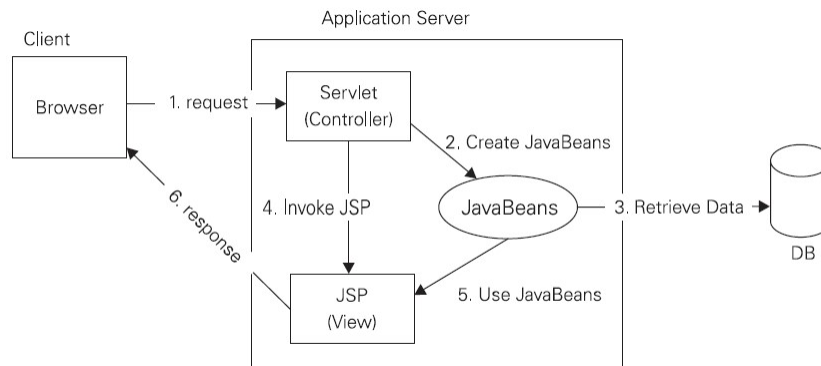 Application Server
Client
Browser
1. request
Servlet
(Controller)
2. Create JavaBeans
6. response
4. Invoke JSP
JavaBeans
3. Retrieve Data
DB
JSP
(View)
5. Use JavaBeans